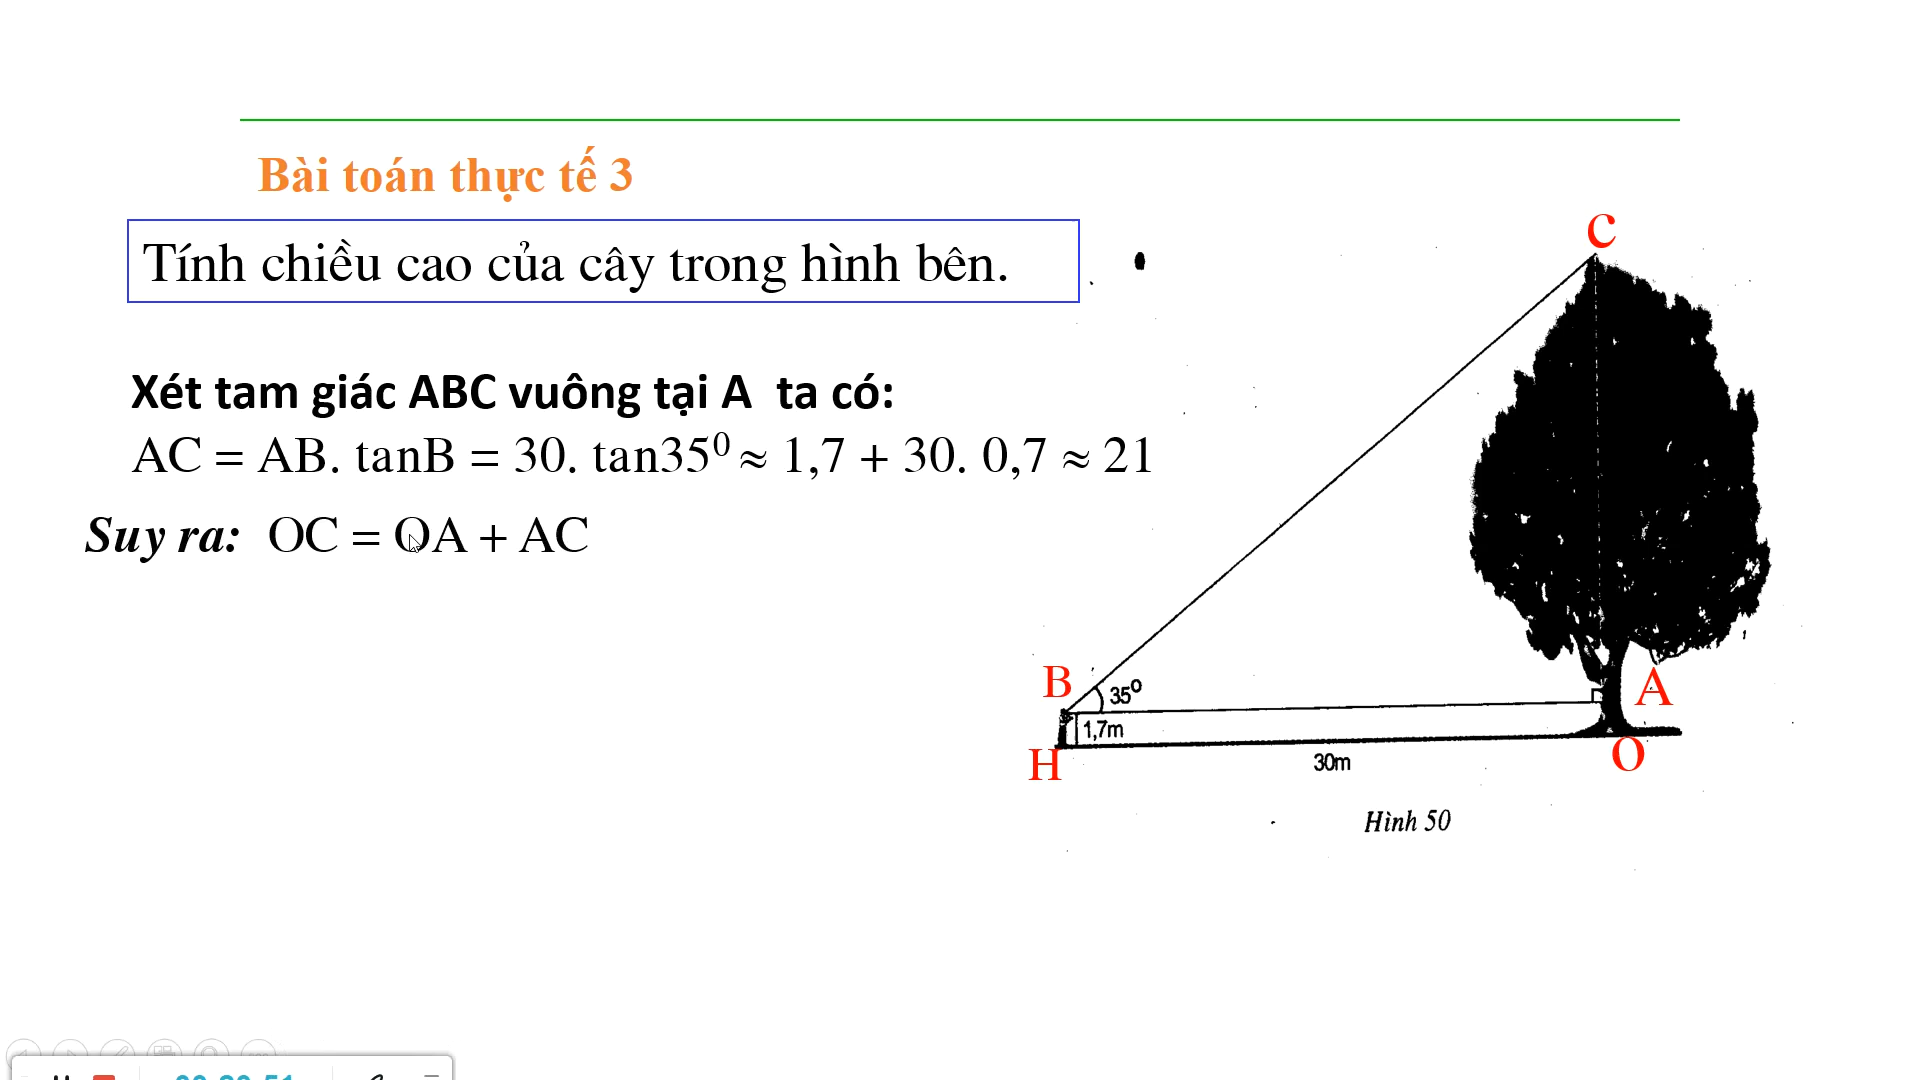 Bài toán thực tế 3
Tính chiều cao của cây trong hình bên.
Xét tam giác ABC vuông tại A ta có:
AC = AB. tanB = 30. tan35⁰ ≈ 1,7 + 30. 0,7 ≈ 21
Suy ra: OC = OA + AC
C
B
35⁰
A
1,7m
H
30m
O
Hình 50